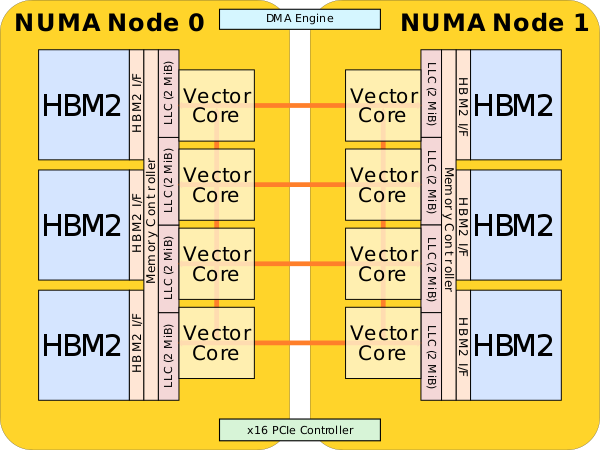 NUMA Node 0
DMA Engine
NUMA Node 1
HBM2
HBM2 I/F
LLC (2 MiB)
Vector
Core
Vector
Core
LLC (2 MiB)
HBM2 I/F
HBM2
LLC (2 MiB)
Vector
Core
Vector
Core
LLC (2 MiB)
Memory Controller
Memory Controller
HBM2
HBM2 I/F
LLC (2 MiB)
Vector
Core
Vector
Core
LLC (2 MiB)
HBM2 I/F
HBM2
HBM2
HBM2 I/F
LLC (2 MiB)
Vector
Core
Vector
Core
LLC (2 MiB)
HBM2 I/F
HBM2
x16 PCIe Controller